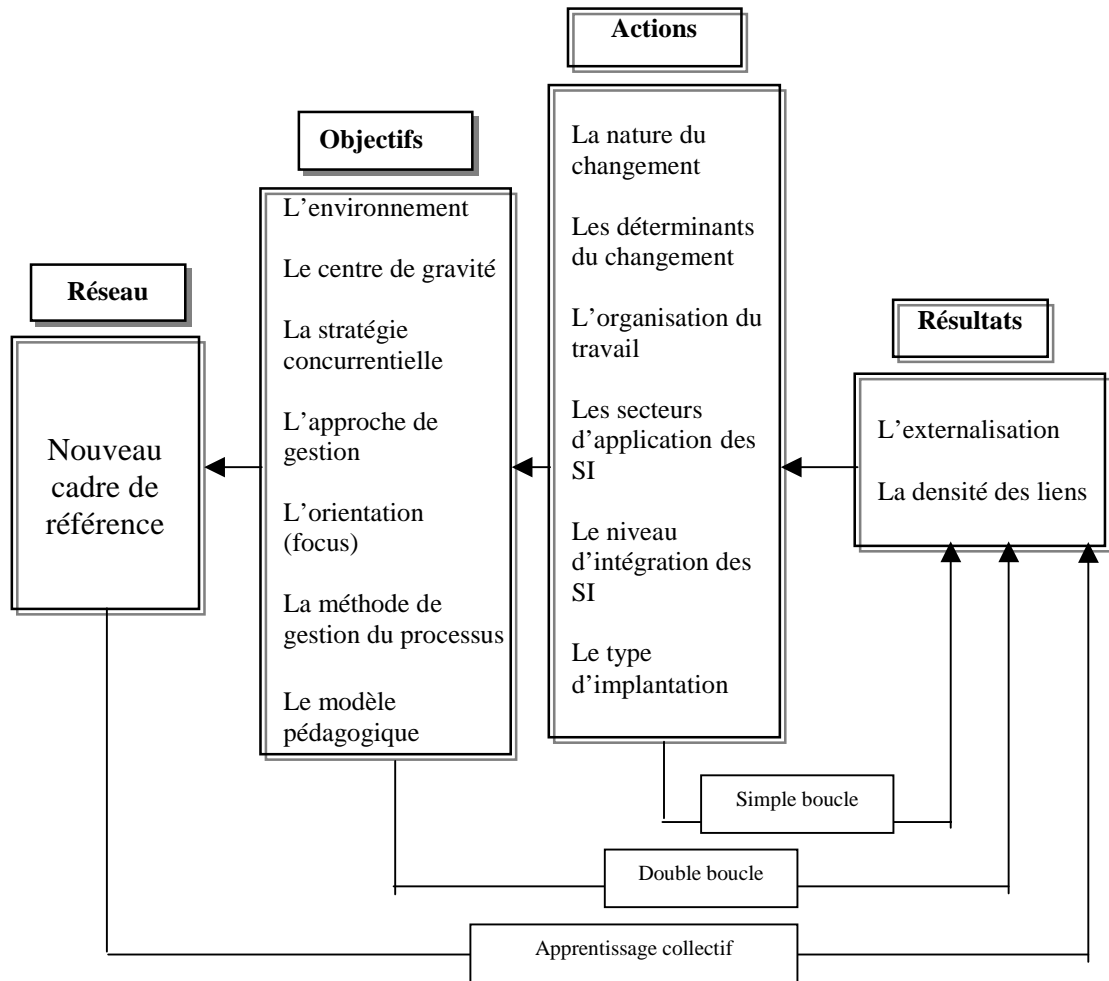 Réseau
Nouveau
cadre de
référence
Objectifs
L'environnement
Le centre de gravité
La stratégie
concurrentielle
L'approche de
gestion
L'orientation
(focus)
La méthode de
gestion du processus
Le modèle
pédagogique
Actions
La nature du
changement
Les déterminants
du changement
L'organisation du
travail
Les secteurs
d'application des
SI
Le niveau
d'intégration des
SI
Le type
d'implantation
Résultats
L'externalisation
La densité des liens
Simple boucle
Double boucle
Apprentissage collectif